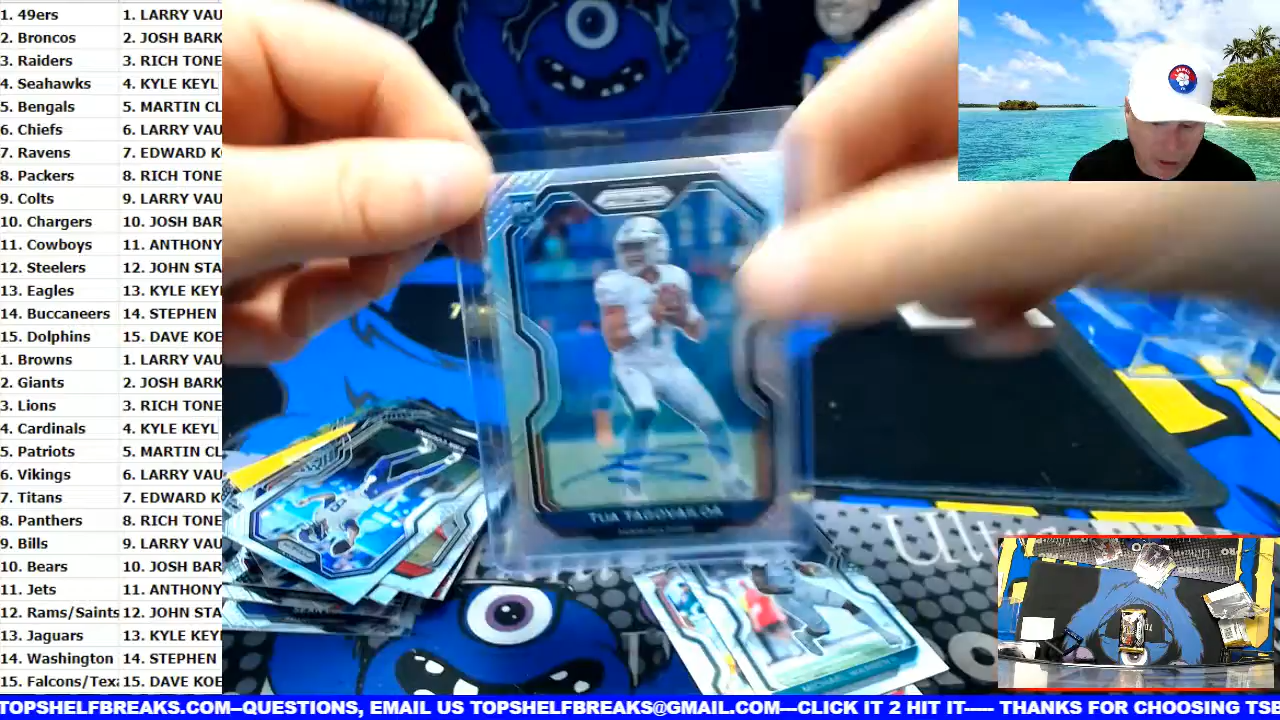 1. 49ers
2. Broncos
3. Raiders
4. Seahawks
5. Bengals
6. Chiefs
7. Ravens
8. Packers
9. Colts
10. Chargers
11. Cowboys
12. Steelers
13. Eagles
14. Buccaneers
15. Dolphins
1. Browns
2. Giants
3. Lions
4. Cardinals
5. Patriots
6. Vikings
7. Titans
8. Panthers
9. Bills
10. Bears
11. Jets
12. Rams/Saints
13. Jaguars
14. Washington
15. Falcons/Texa
1. LARRY VAU
2. JOSH BARK
3. RICH TONE
4. KYLE KEYL
5. MARTIN CL
6. LARRY VAU
7. EDWARD K
8. RICH TONE
9. LARRY VAU
10. JOSH BAR
11. ANTHONY
12. JOHN STA
13. KYLE KEYL
14. STEPHEN
15. DAVE KOE
1. LARRY VAU
2. JOSH BARK
3. RICH TONE
4. KYLE KEYL
5. MARTIN CL
6. LARRY VAU
7. EDWARD K
8. RICH TONE
9. LARRY VAU
10. JOSH BAR
11. ANTHONY
12. JOHN STA
13. KYLE KEYL
14. STEPHEN
15. DAVE KOE
TUA TAGOVAILOA
TOPSHELFBREAKS.COM--QUESTIONS, EMAIL US TOPSHELFBREAKS@GMAIL.COM---CLICK IT 2 HIT IT----- THANKS FOR CHOOSING TSB